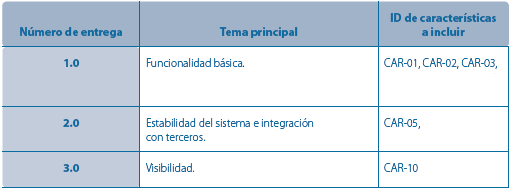 Número de entrega
Tema principal
ID de características
a incluir
1.0
Funcionalidad básica.
CAR-01, CAR-02, CAR-03,
2.0
Estabilidad del sistema e integración
con terceros.
CAR-05,
3.0
Visibilidad.
CAR-10